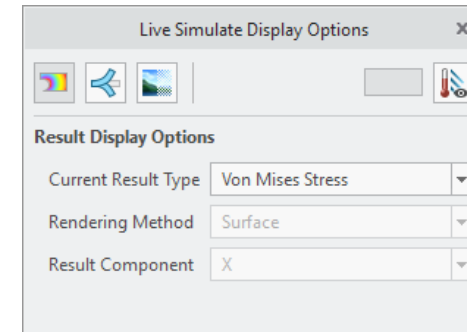 Live Simulate Display Options
Result Display Options
Current Result Type Von Mises Stress
Rendering Method Surface
Result Component X